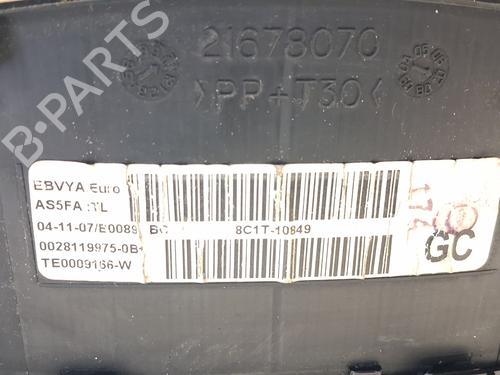 21678070
>PP+T30<
B-PARTS
EBVYA Euro
AS5FA
TL
04-11-07/E0089
8C1T-10849
0028119975-0B
TE0009166-W
GC